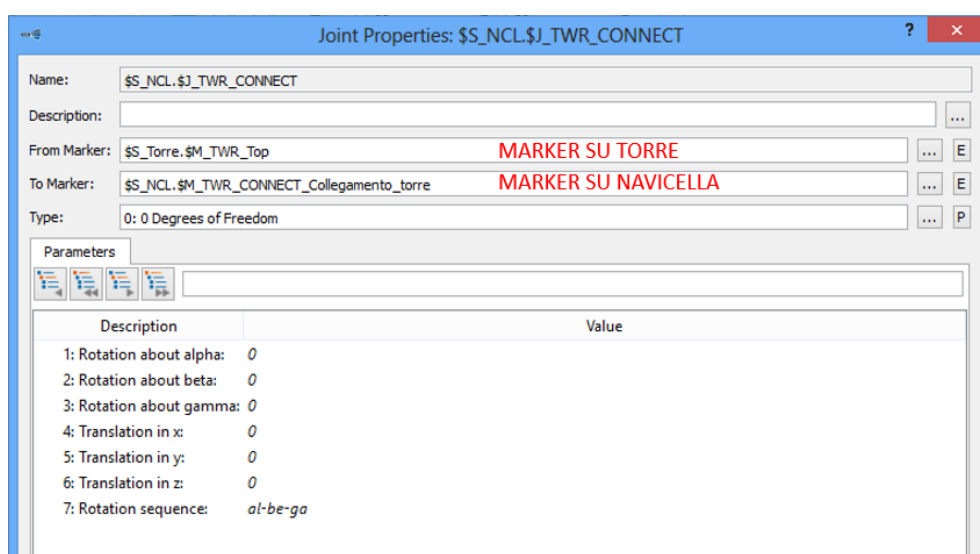 Joint Properties: $S_NCL.$J_TWR_CONNECT ? ×
Name: $S_NCL.$J_TWR_CONNECT
Description: ...
From Marker: $S_Torre.$M_TWR_Top MARKER SU TORRE ... E
To Marker: $S_NCL.$M_TWR_CONNECT_Collegamento_torre MARKER SU NAVICELLA ... E
Type: 0: 0 Degrees of Freedom ... P
Parameters
Description Value
1: Rotation about alpha: 0
2: Rotation about beta: 0
3: Rotation about gamma: 0
4: Translation in x: 0
5: Translation in y: 0
6: Translation in z: 0
7: Rotation sequence: al-be-ga